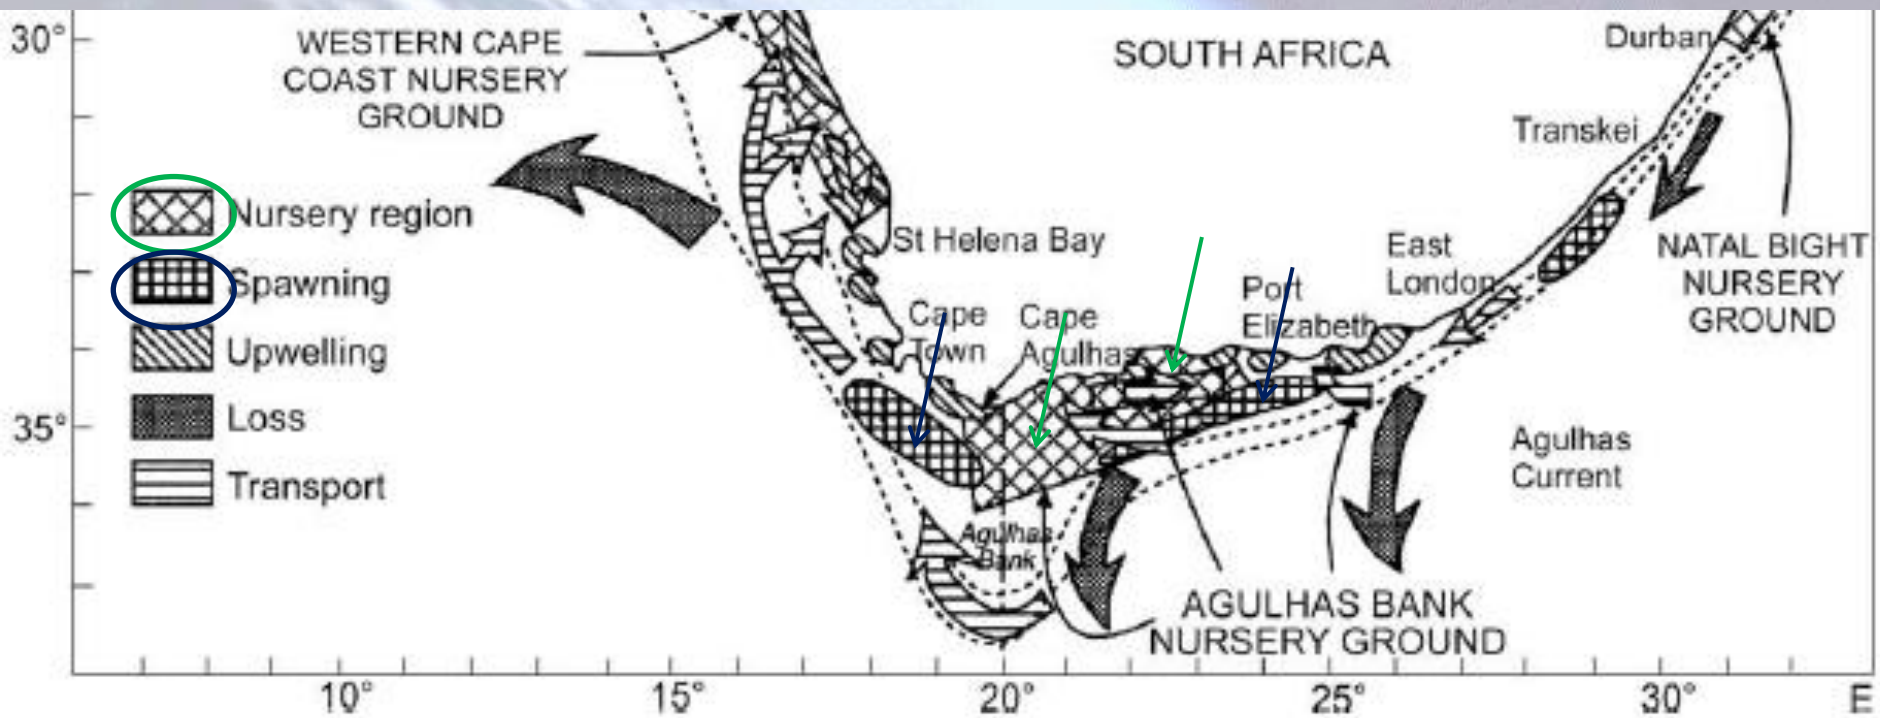 30°
WESTERN CAPE
COAST NURSERY
GROUND
SOUTH AFRICA
Durban
Transkei
Nursery region
St Helena Bay
East
London
NATAL BIGHT
NURSERY
GROUND
Spawning
Port
Elizabeth
Cape
Town
Cape
Agulhas
Upwelling
35°
Loss
Agulhas
Current
Transport
Agulhas
Bank
AGULHAS BANK
NURSERY GROUND
10°
15°
20°
25°
30°
E